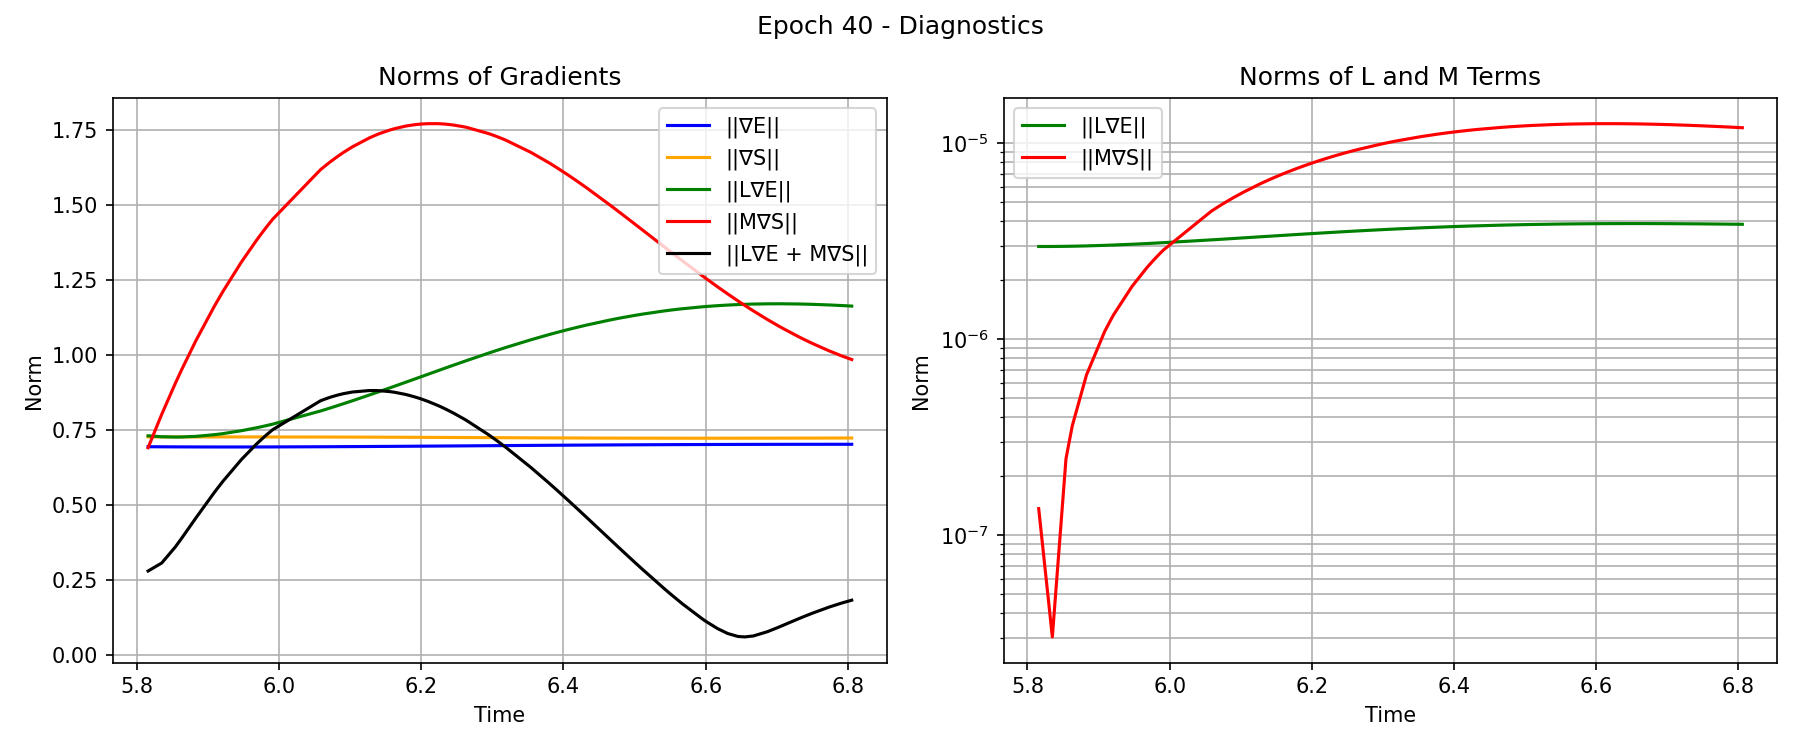 Epoch 40 - Diagnostics
Norms of Gradients
||∇E||
||∇S||
||L∇E||
||M∇S||
||L∇E + M∇S||
Norm
1.75
1.50
1.25
1.00
0.75
0.50
0.25
0.00
5.8 6.0 6.2 6.4 6.6 6.8
Time
Norms of L and M Terms
||L∇E||
||M∇S||
Norm
10⁻⁵
10⁻⁶
10⁻⁷
5.8 6.0 6.2 6.4 6.6 6.8
Time